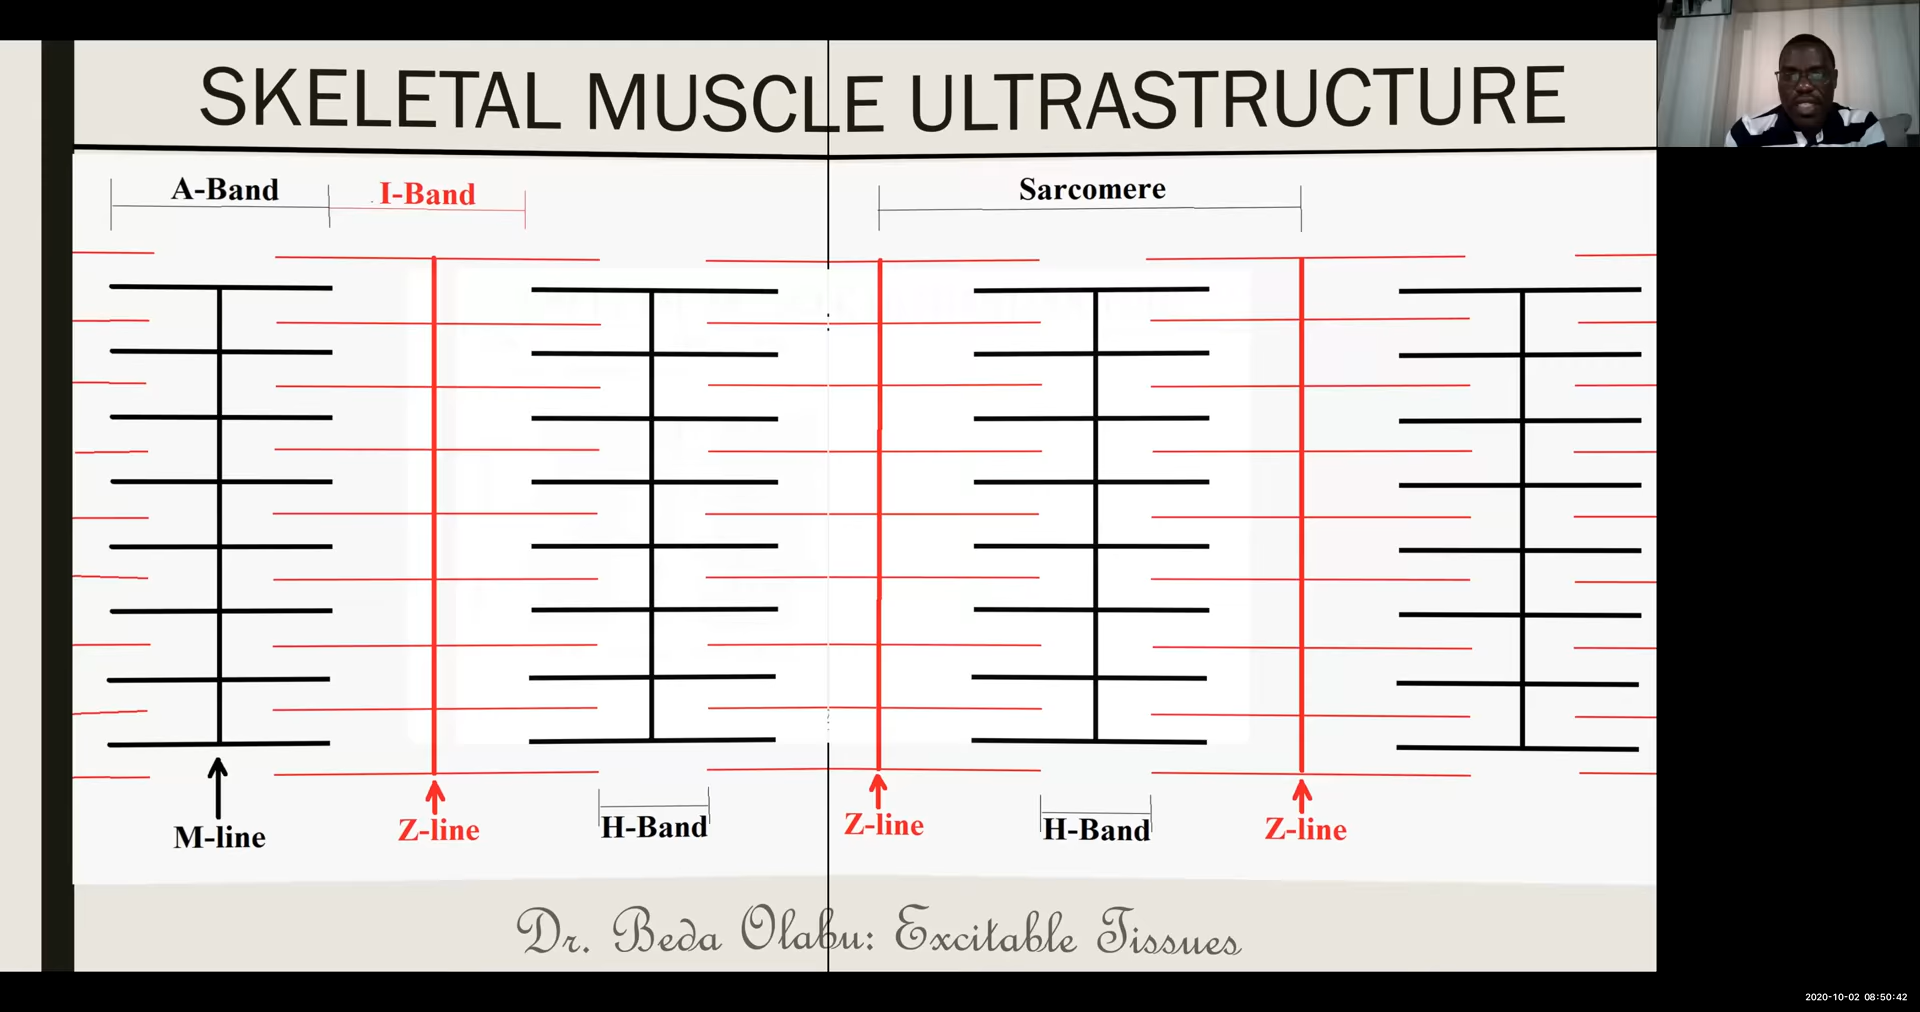 SKELETAL MUSCLE ULTRASTRUCTURE
A-Band
I-Band
Sarcomere
M-line
Z-line
H-Band
Z-line
H-Band
Z-line
Dr. Beda Olabu: Excitable Tissues
2020-10-02 08:50:42